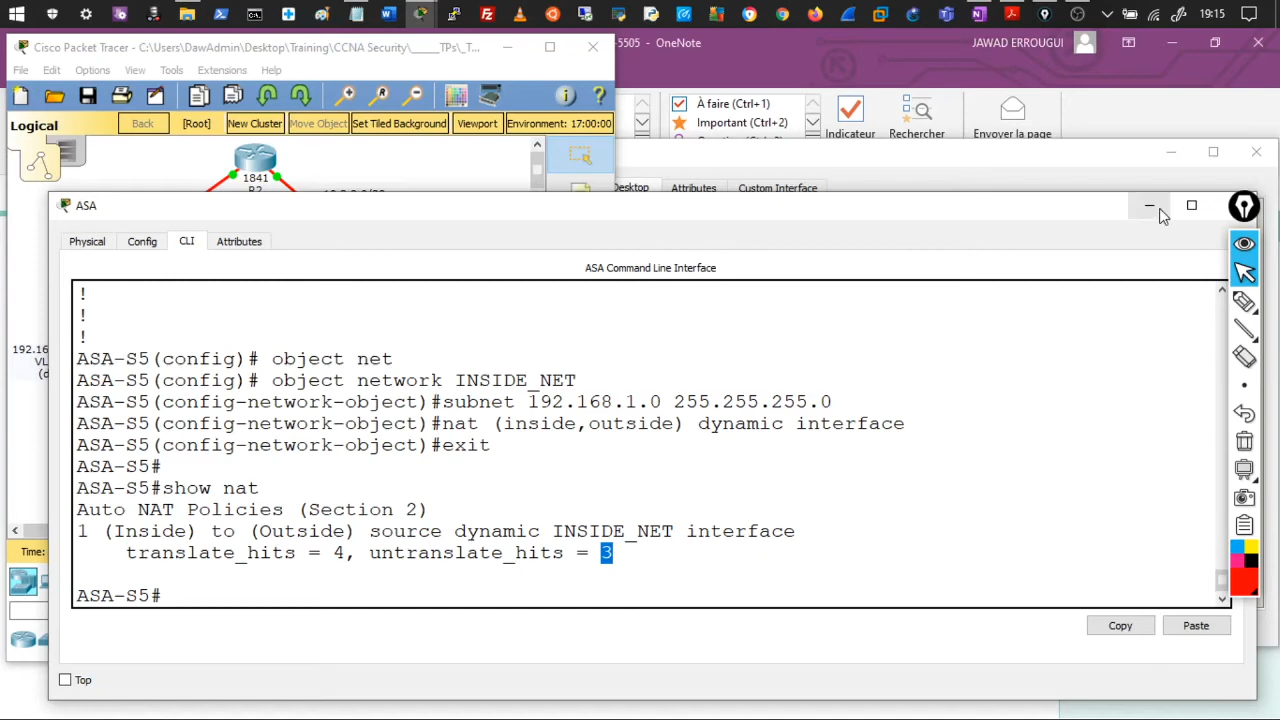 19:15
Cisco Packet Tracer - C:\Users\DawAdmin\Desktop\Training\CCNA Security\_____TPs\_T...
-5505 - OneNote
JAWAD ERROUGUI
File Edit Options View Tools Extensions Help
À faire (Ctrl+1)
Important (Ctrl+2)
Indicateur
Rechercher
Envoyer la page
Logical
Back
[Root]
New Cluster
Move Object
Set Tiled Background
Viewport
Environment: 17:00:00
1841
R2
Desktop
Attributes
Custom Interface
ASA
Physical
Config
CLI
Attributes
ASA Command Line Interface
!
!
!
ASA-S5(config)# object net
ASA-S5(config)# object network INSIDE_NET
ASA-S5(config-network-object)#subnet 192.168.1.0 255.255.255.0
ASA-S5(config-network-object)#nat (inside,outside) dynamic interface
ASA-S5(config-network-object)#exit
ASA-S5#
ASA-S5#show nat
Auto NAT Policies (Section 2)
1 (Inside) to (Outside) source dynamic INSIDE_NET interface
translate_hits = 4, untranslate_hits = 3
ASA-S5#
192.16
VL
(d
Time:
Copy
Paste
Top